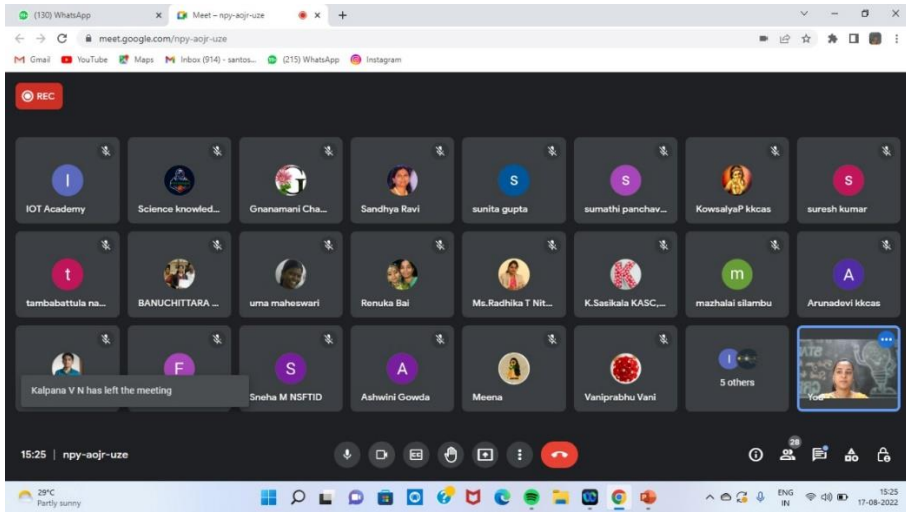 (130) WhatsApp
Meet – npy-aojr-uze
meet.google.com/npy-aojr-uze
Gmail YouTube Maps Inbox (914) - santos... (215) WhatsApp Instagram
REC
I
S
S
S
IOT Academy Science knowled... Gnanamani Cha... Sandhya Ravi sunita gupta sumathi panchav... KowsalyaP kkcas suresh kumar
t
K
m
A
tambabattula na... BANUCHITTARA ... uma maheswari Renuka Bai Ms.Radhika T Nit... K.Sasikala KASC,... mazhalai silambu Arunadevi kkcas
S
A
I
Kalpana V N has left the meeting
Sneha M NSFTID Ashwini Gowda Meena Vaniprabhu Vani 5 others You
15:25 | npy-aojr-uze
28
29°C
Partly sunny
ENG
IN
15:25
17-08-2022